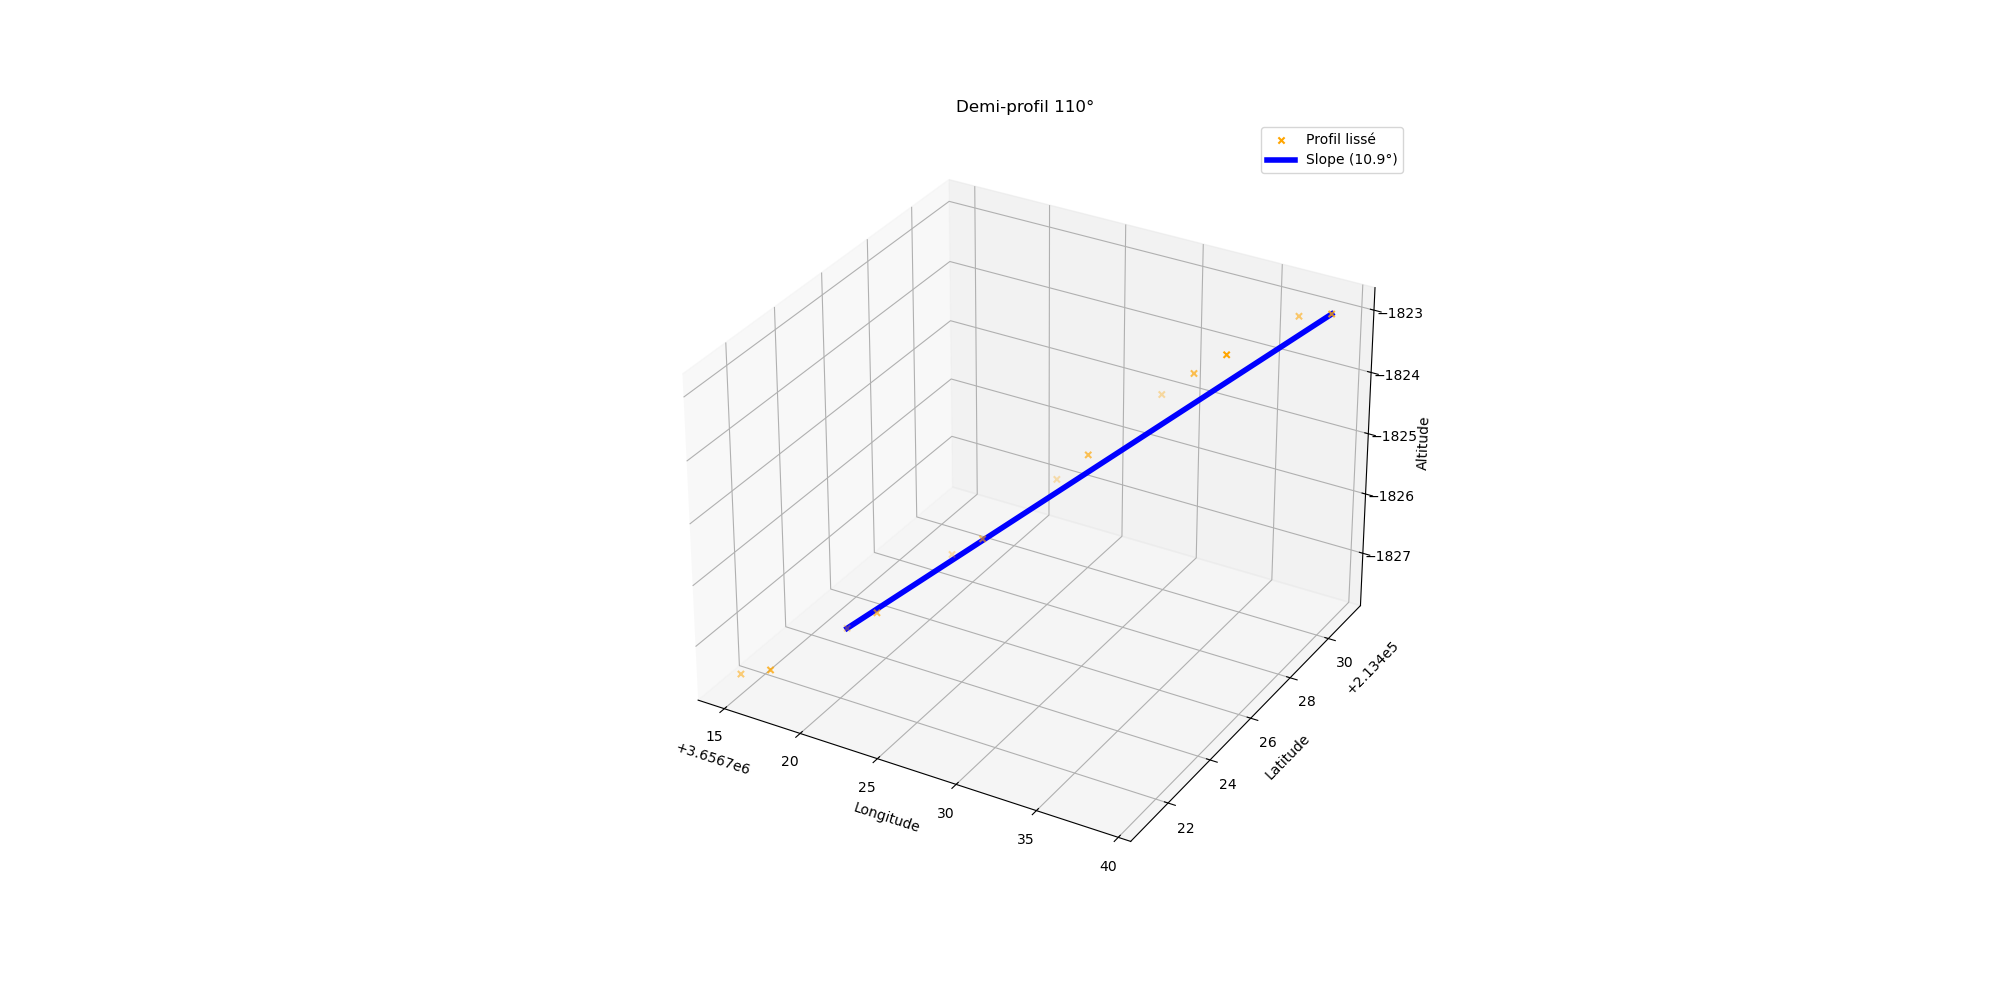 Demi-profil 110°
Profil lissé
Slope (10.9°)
−1823
−1824
−1825
−1826
−1827
Altitude
30
28
26
24
22
+2.134e5
Latitude
15
20
25
30
35
40
+3.6567e6
Longitude